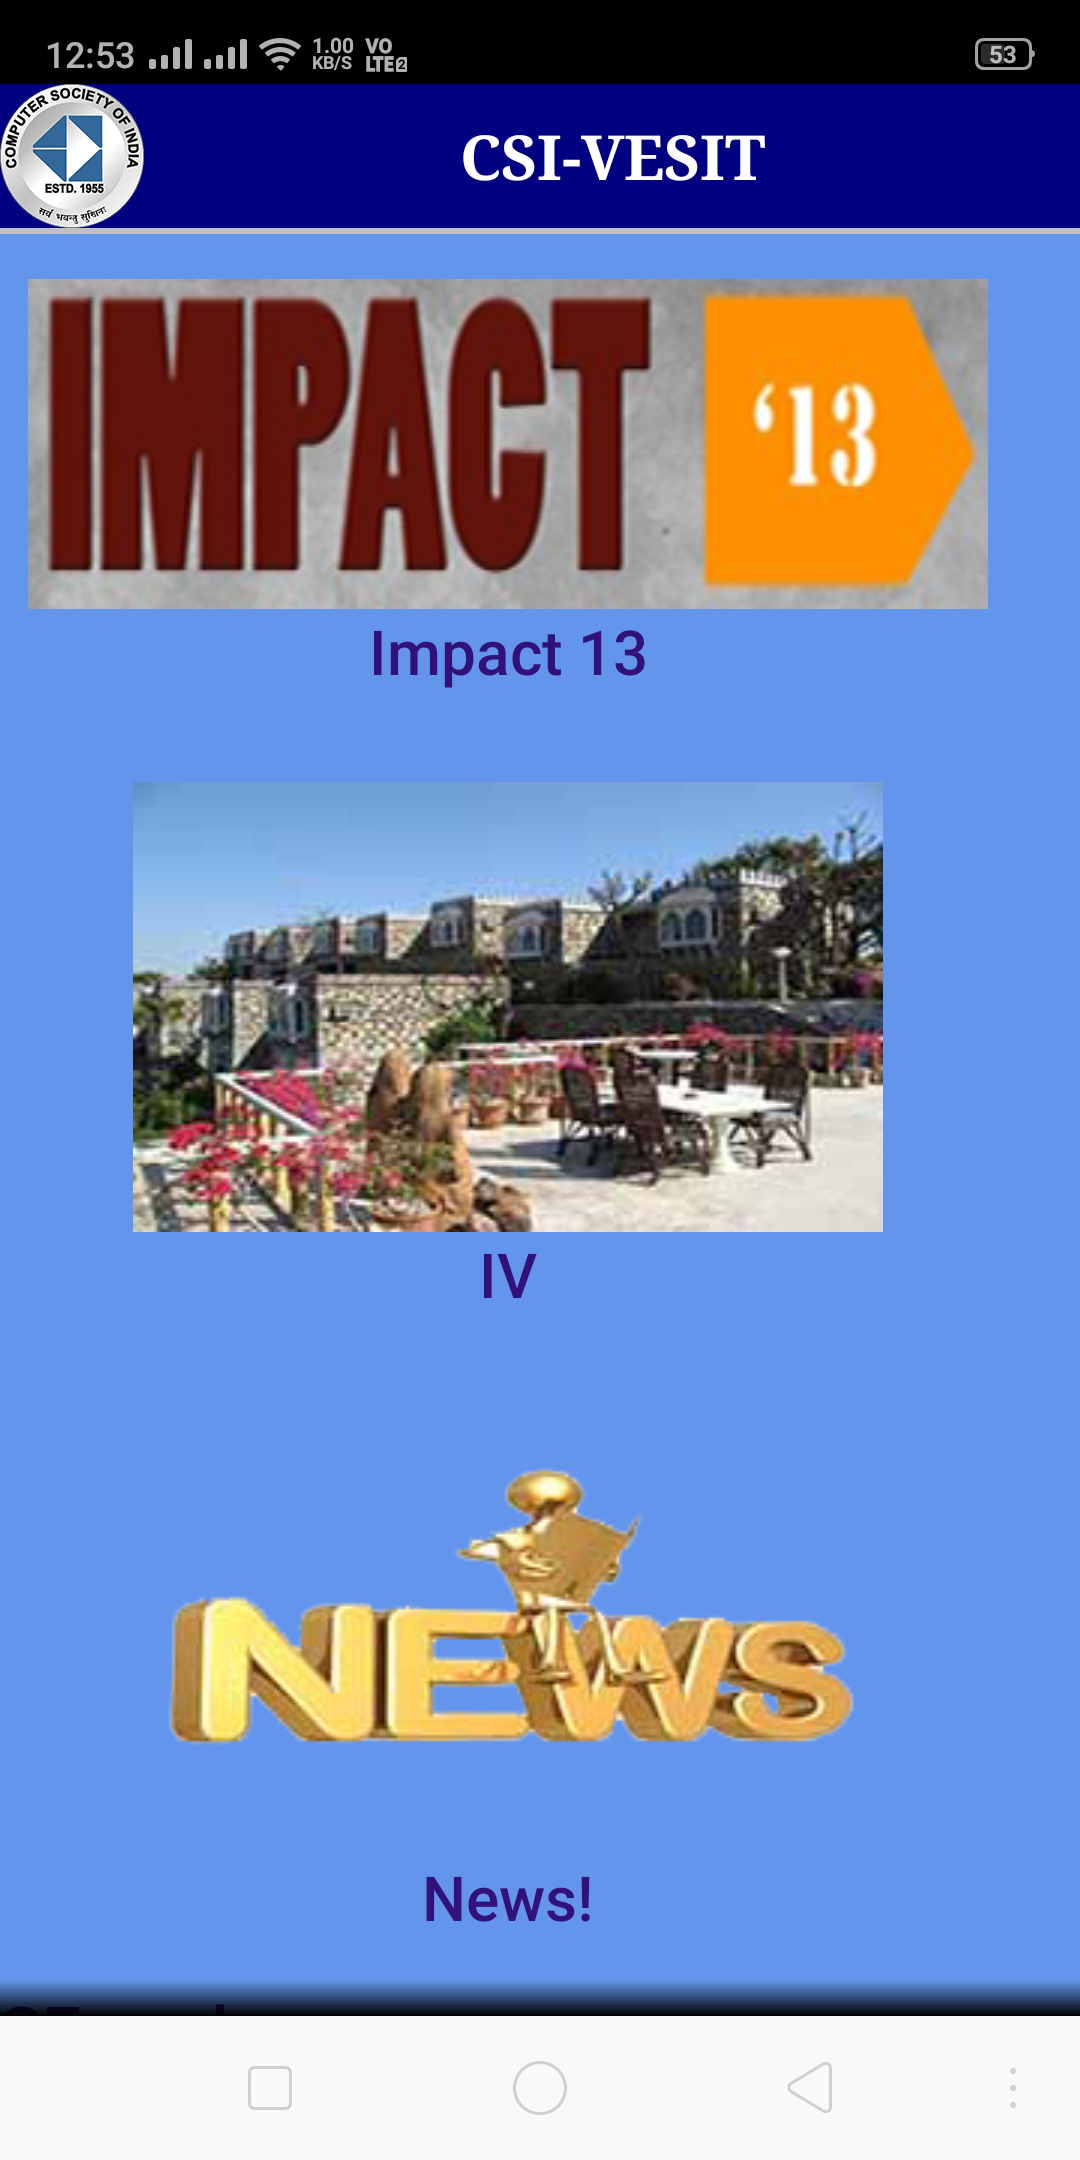 12:53
1.00
KB/S
VO
LTE2
53
COMPUTER SOCIETY OF INDIA
ESTD. 1955
सर्वे भवन्तु सुखिनः
CSI-VESIT
IMPACT
‘13
Impact 13
IV
NEWS
News!